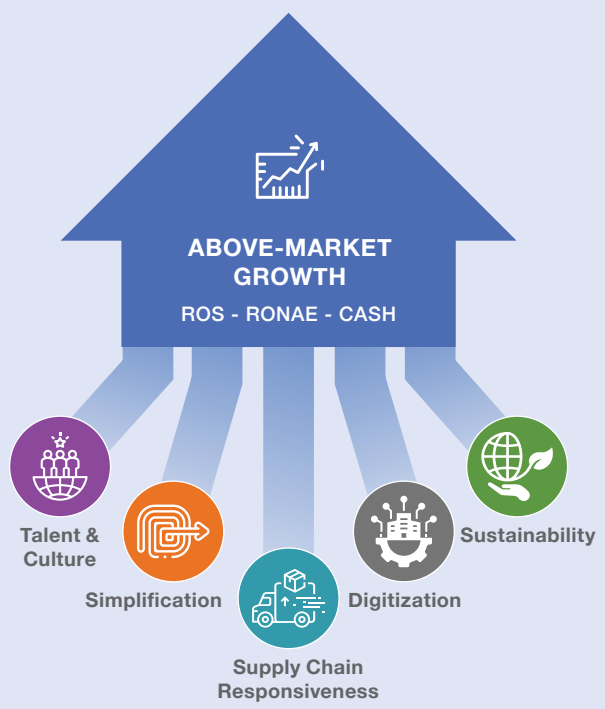 ABOVE-MARKET
GROWTH
ROS - RONAE - CASH
Talent &
Culture
Simplification
Supply Chain
Responsiveness
Digitization
Sustainability